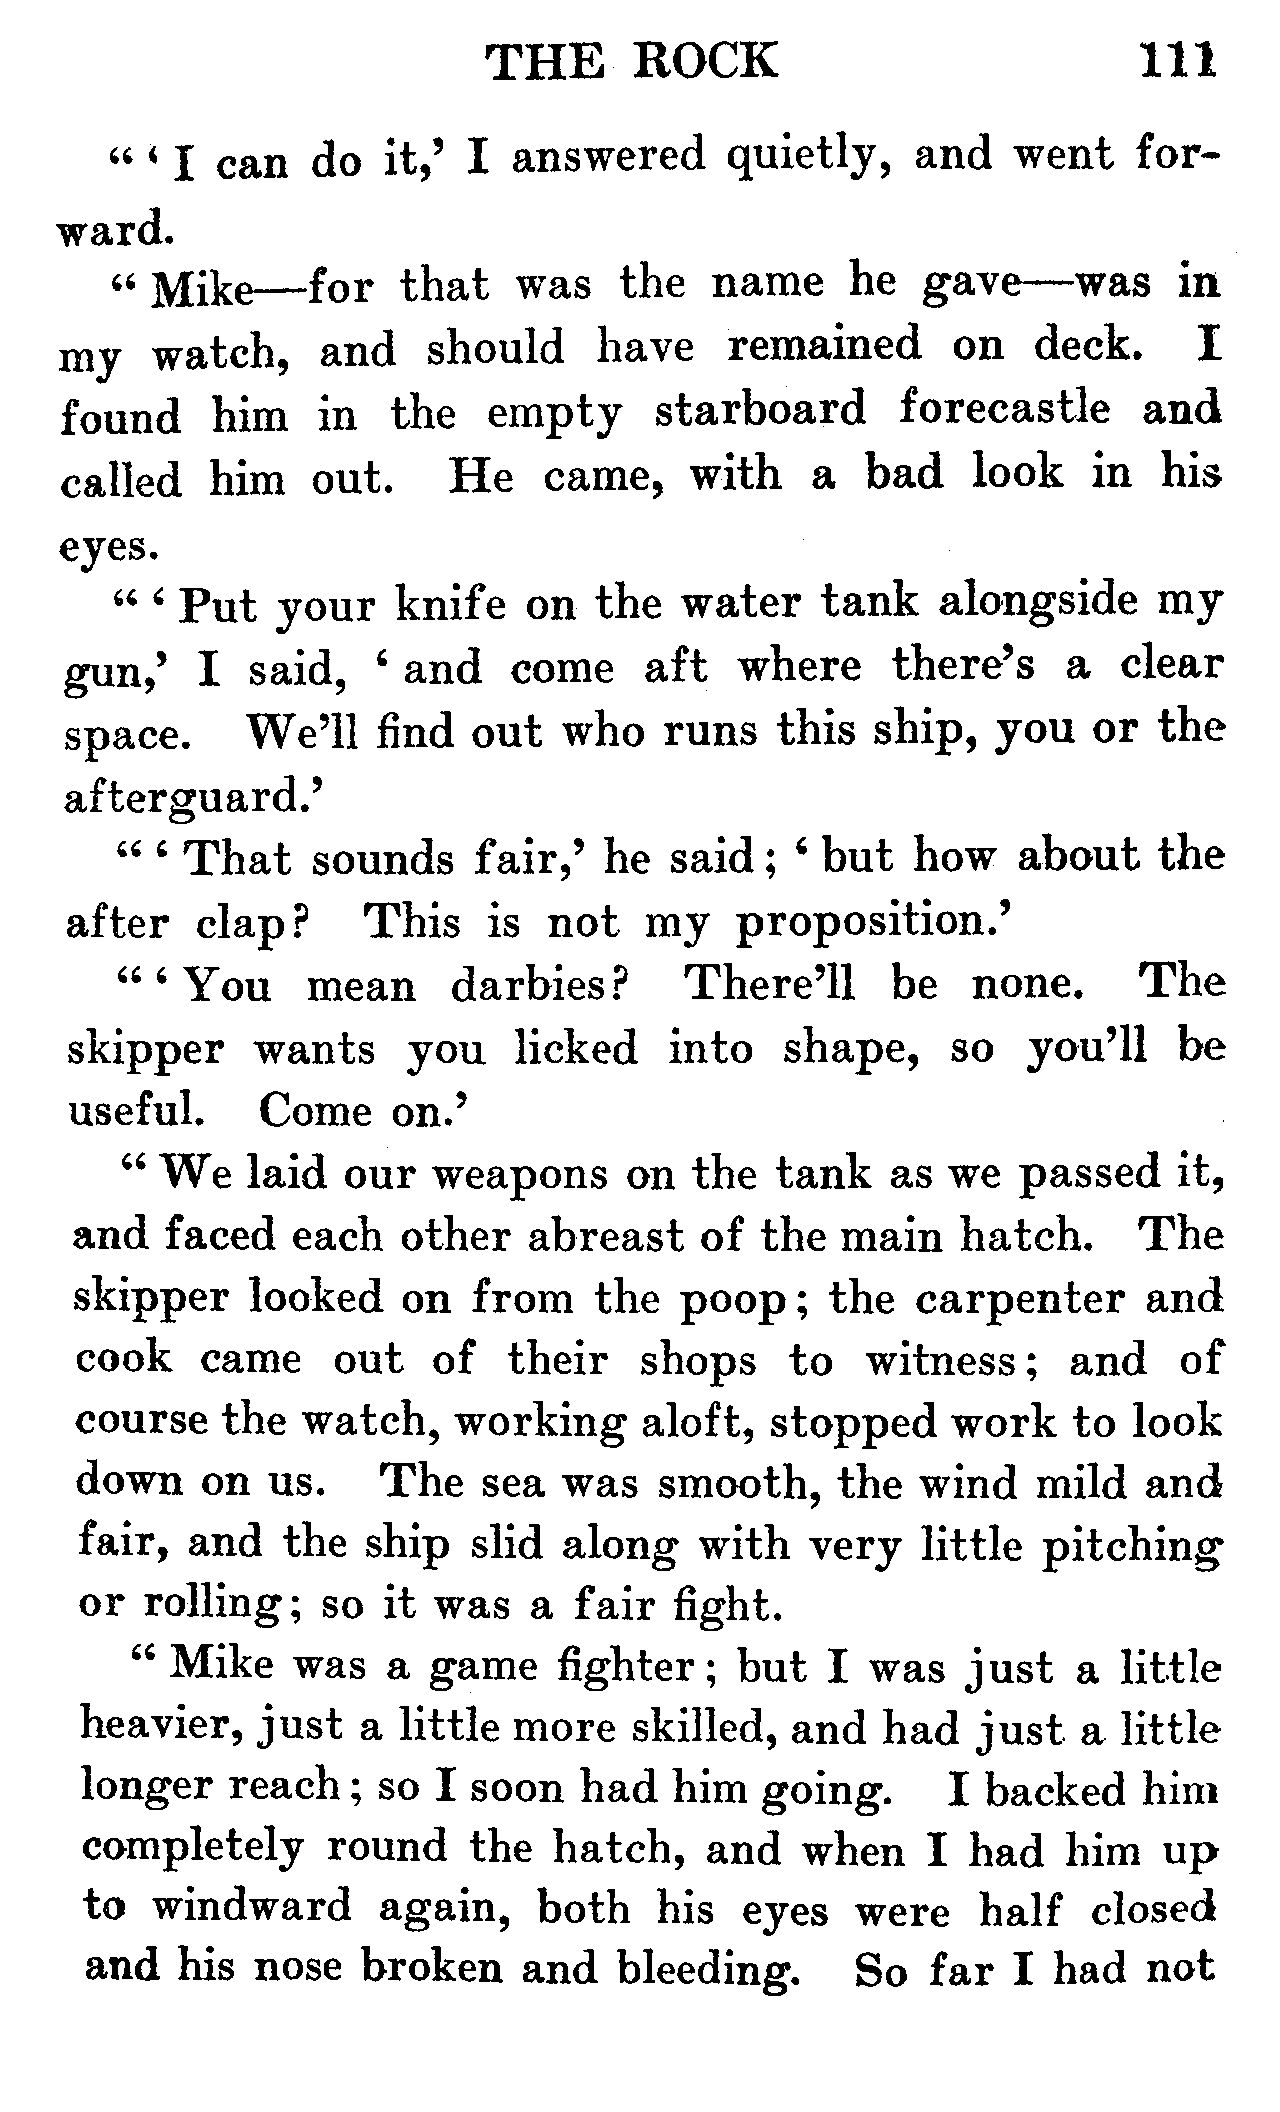 THE ROCK 111
“ ‘ I can do it,’ I answered quietly, and went for-
ward.
“ Mike—for that was the name he gave—was in
my watch, and should have remained on deck. I
found him in the empty starboard forecastle and
called him out. He came, with a bad look in his
eyes.
“ ‘ Put your knife on the water tank alongside my
gun,’ I said, ‘ and come aft where there’s a clear
space. We’ll find out who runs this ship, you or the
afterguard.’
“ ‘ That sounds fair,’ he said ; ‘ but how about the
after clap? This is not my proposition.’
“ ‘ You mean darbies? There’ll be none. The
skipper wants you licked into shape, so you’ll be
useful. Come on.’
“ We laid our weapons on the tank as we passed it,
and faced each other abreast of the main hatch. The
skipper looked on from the poop ; the carpenter and
cook came out of their shops to witness ; and of
course the watch, working aloft, stopped work to look
down on us. The sea was smooth, the wind mild and
fair, and the ship slid along with very little pitching
or rolling ; so it was a fair fight.
“ Mike was a game fighter ; but I was just a little
heavier, just a little more skilled, and had just a little
longer reach ; so I soon had him going. I backed him
completely round the hatch, and when I had him up
to windward again, both his eyes were half closed
and his nose broken and bleeding. So far I had not